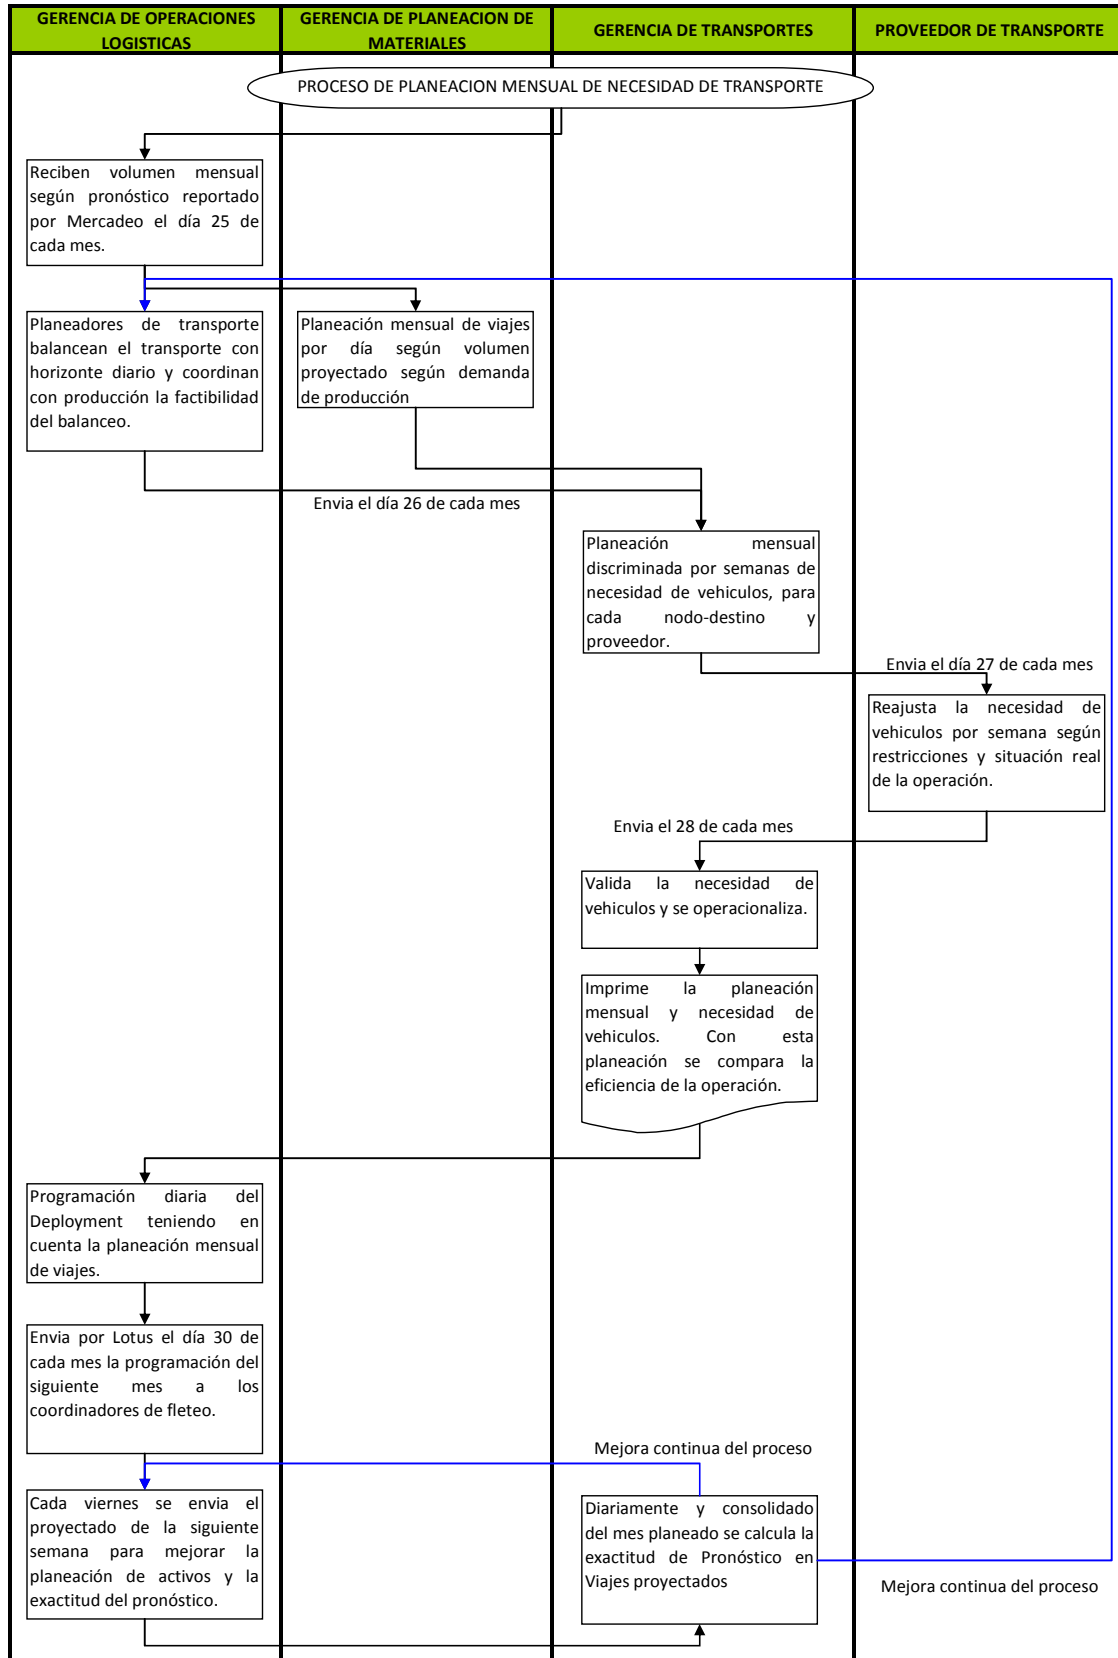 GERENCIA DE OPERACIONES
LOGISTICAS
GERENCIA DE PLANEACION DE
MATERIALES
GERENCIA DE TRANSPORTES
PROVEEDOR DE TRANSPORTE
PROCESO DE PLANEACION MENSUAL DE NECESIDAD DE TRANSPORTE
Reciben volumen mensual
según pronóstico reportado
por Mercadeo el día 25 de
cada mes.
Planeadores de transporte
balancean el transporte con
horizonte diario y coordinan
con producción la factibilidad
del balanceo.
Planeación mensual de viajes
por día según volumen
proyectado según demanda
de producción
Envia el día 26 de cada mes
Planeación mensual
discriminada por semanas de
necesidad de vehiculos, para
cada nodo-destino y
proveedor.
Envia el día 27 de cada mes
Reajusta la necesidad de
vehiculos por semana según
restricciones y situación real
de la operación.
Envia el 28 de cada mes
Valida la necesidad de
vehiculos y se operacionaliza.
Imprime la planeación
mensual y necesidad de
vehiculos. Con esta
planeación se compara la
eficiencia de la operación.
Programación diaria del
Deployment teniendo en
cuenta la planeación mensual
de viajes.
Envia por Lotus el día 30 de
cada mes la programación del
siguiente mes a los
coordinadores de fleteo.
Mejora continua del proceso
Cada viernes se envia el
proyectado de la siguiente
semana para mejorar la
planeación de activos y la
exactitud del pronóstico.
Diariamente y consolidado
del mes planeado se calcula la
exactitud de Pronóstico en
Viajes proyectados
Mejora continua del proceso